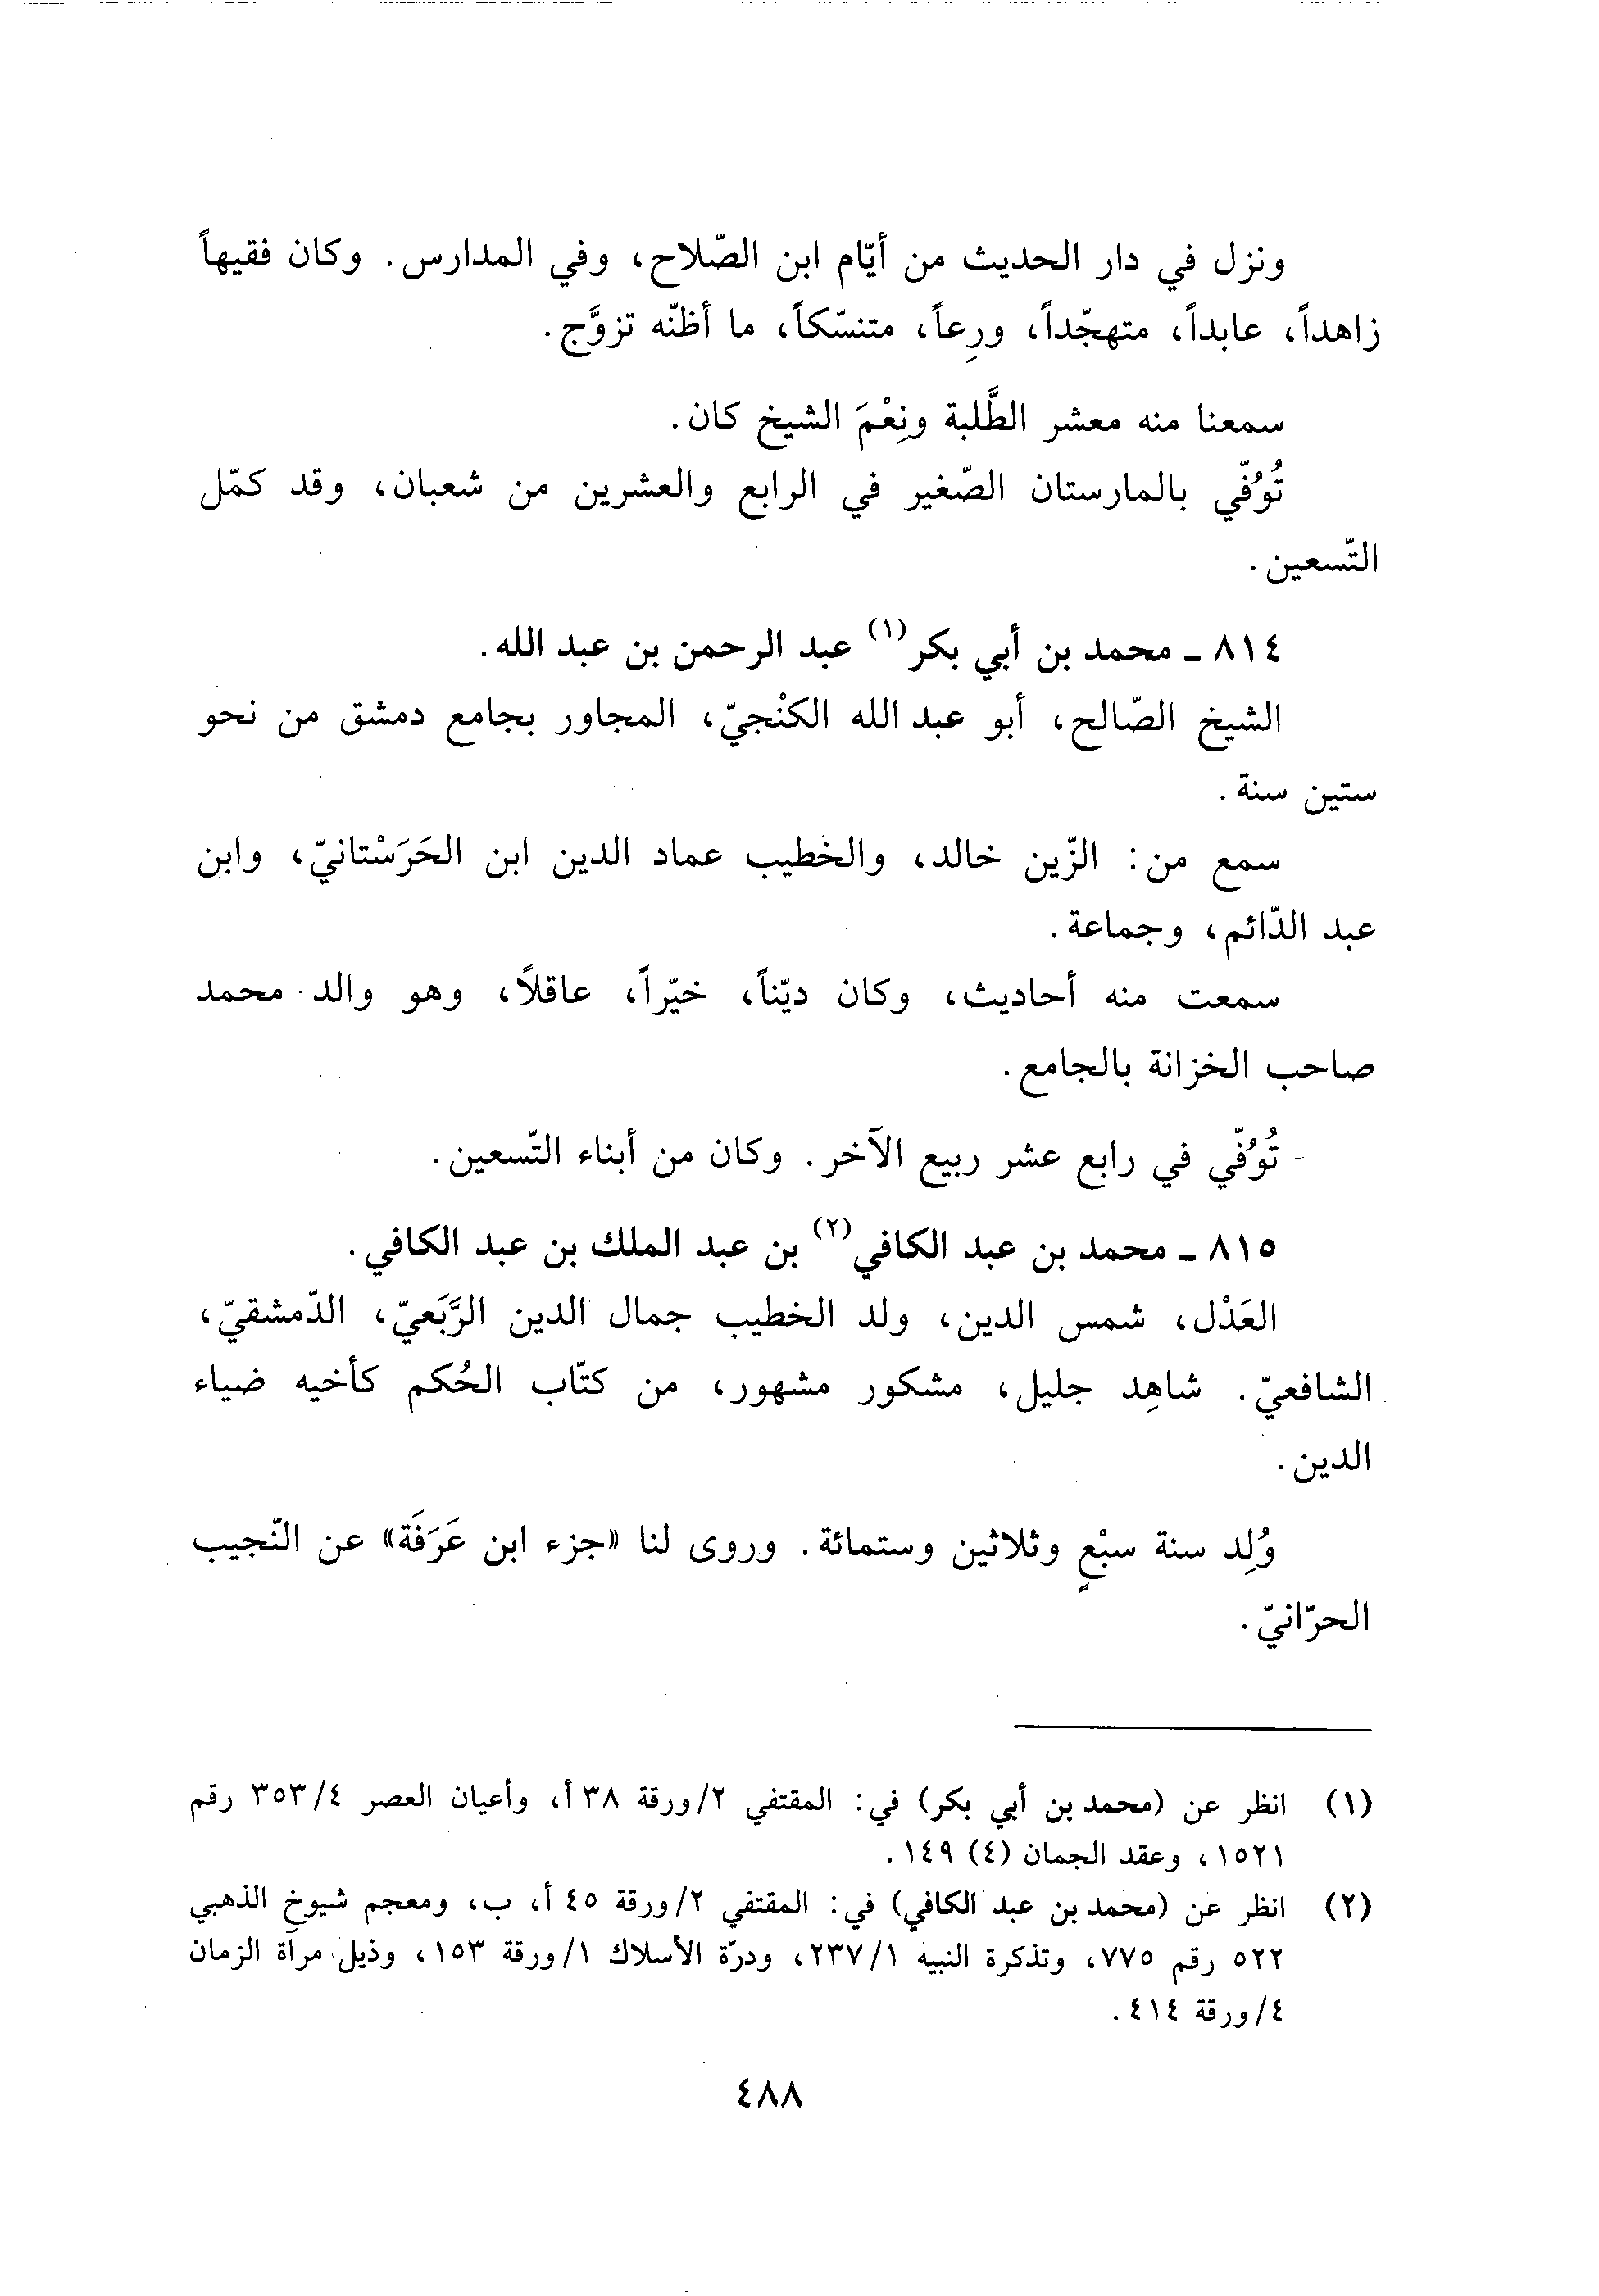 ونزل في دار الحديث من أيّام ابن الصّلاح، وفي المدارس. وكان فقيهاً
زاهداً، عابداً، متهجّداً، ورِعاً، متنسّكاً، ما أظنّه تزوَّج.
سمعنا منه معشر الطَّلبة ونِعْمَ الشيخ كان.
تُوُفّي بالمارستان الصّغير في الرابع والعشرين من شعبان، وقد كمّل
التّسعين.
٨١٤ ـ محمد بن أبي بكر(١) عبد الرحمن بن عبد الله.
الشيخ الصّالح، أبو عبد الله الكنْجيّ، المجاور بجامع دمشق من نحو
ستين سنة.
سمع من: الزّين خالد، والخطيب عماد الدين ابن الحَرَسْتانيّ، وابن
عبد الدّائم، وجماعة.
سمعت منه أحاديث، وكان ديّناً، خيّراً، عاقلاً، وهو والد محمد
صاحب الخزانة بالجامع.
تُوُفّي في رابع عشر ربيع الآخر. وكان من أبناء التّسعين.
٨١٥ ـ محمد بن عبد الكافي(٢) بن عبد الملك بن عبد الكافي.
العَدْل، شمس الدين، ولد الخطيب جمال الدين الرَّبَعيّ، الدّمشقيّ،
الشافعيّ. شاهِد جليل، مشكور مشهور، من كتّاب الحُكم كأخيه ضياء
الدين.
وُلِد سنة سبْعٍ وثلاثين وستمائة. وروى لنا «جزء ابن عَرَفَة» عن النّجيب
الحرّانيّ.
(١) انظر عن (محمد بن أبي بكر) في: المقتفي ٢/ورقة ٣٨ أ، وأعيان العصر ٤/٣٥٣ رقم
١٥٢١، وعقد الجمان (٤) ١٤٩.
(٢) انظر عن (محمد بن عبد الكافي) في: المقتفي ٢/ورقة ٤٥ أ، ب، ومعجم شيوخ الذهبي
٥٢٢ رقم ٧٧٥، وتذكرة النبيه ١/٢٣٧، ودرّة الأسلاك ١/ورقة ١٥٣، وذيل مرآة الزمان
٤/ورقة ٤١٤.
٤٨٨